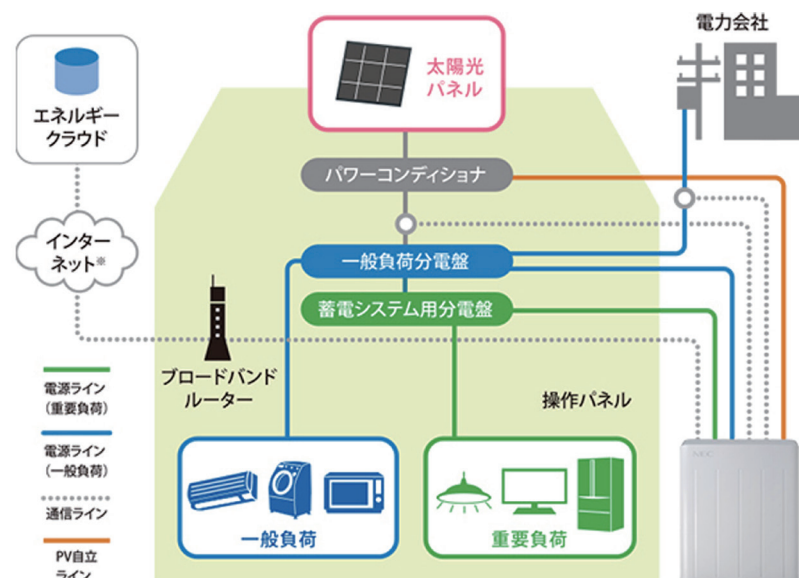 電力会社
太陽光
パネル
エネルギー
クラウド
パワーコンディショナ
インター
ネット※
一般負荷分電盤
蓄電システム用分電盤
ブロードバンド
ルーター
操作パネル
電源ライン
(重要負荷)
電源ライン
(一般負荷)
通信ライン
PV自立
ライン
一般負荷
重要負荷
NEC